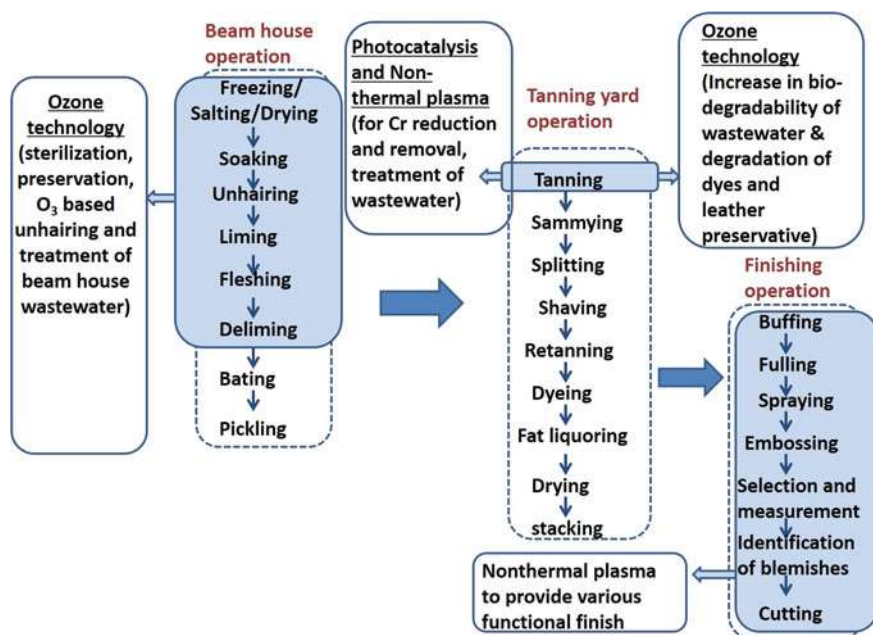 Beam house
operation
Freezing/
Salting/Drying
Soaking
Unhairing
Liming
Fleshing
Deliming
Bating
Pickling
Ozone
technology
(sterilization,
preservation,
O₃ based
unhairing and
treatment of
beam house
wastewater)
Photocatalysis
and Non-
thermal plasma
(for Cr reduction
and removal,
treatment of
wastewater)
Tanning yard
operation
Tanning
Sammying
Splitting
Shaving
Retanning
Dyeing
Fat liquoring
Drying
stacking
Ozone
technology
(Increase in bio-
degradability of
wastewater &
degradation of
dyes and
leather
preservative)
Finishing
operation
Buffing
Fulling
Spraying
Embossing
Selection and
measurement
Identification
of blemishes
Cutting
Nonthermal plasma
to provide various
functional finish